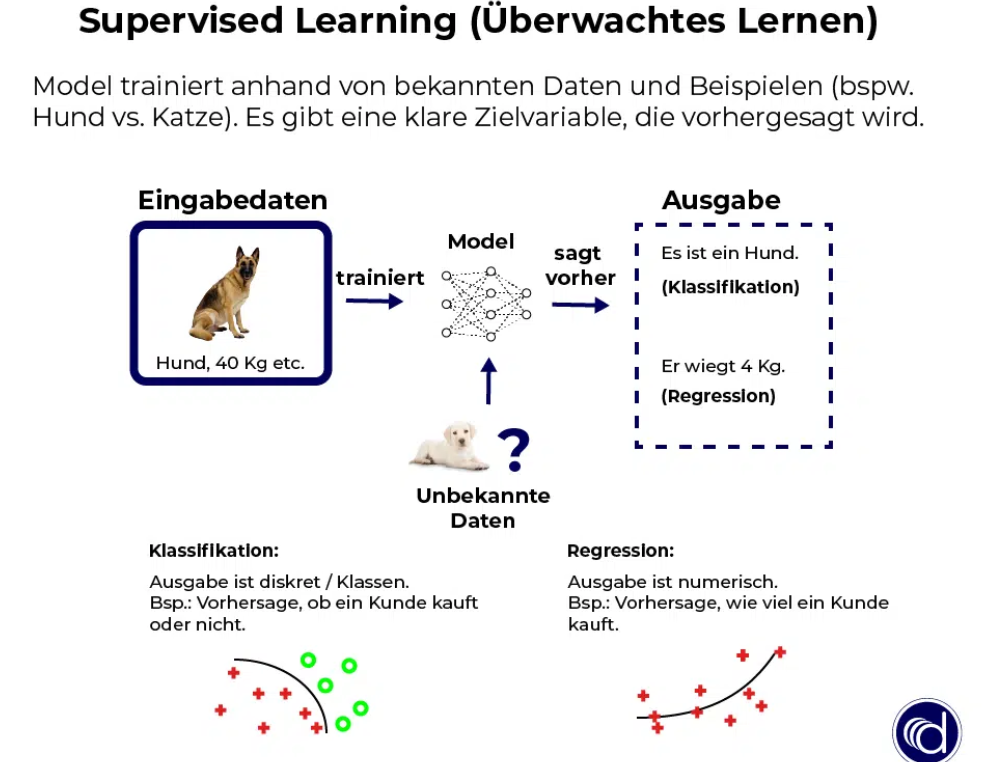 Supervised Learning (Überwachtes Lernen)
Model trainiert anhand von bekannten Daten und Beispielen (bspw.
Hund vs. Katze). Es gibt eine klare Zielvariable, die vorhergesagt wird.
Eingabedaten
Hund, 40 Kg etc.
trainiert
Model
sagt
vorher
Ausgabe
Es ist ein Hund.
(Klassifikation)
Er wiegt 4 Kg.
(Regression)
?
Unbekannte
Daten
Klassifikation:
Ausgabe ist diskret / Klassen.
Bsp.: Vorhersage, ob ein Kunde kauft
oder nicht.
Regression:
Ausgabe ist numerisch.
Bsp.: Vorhersage, wie viel ein Kunde
kauft.
d